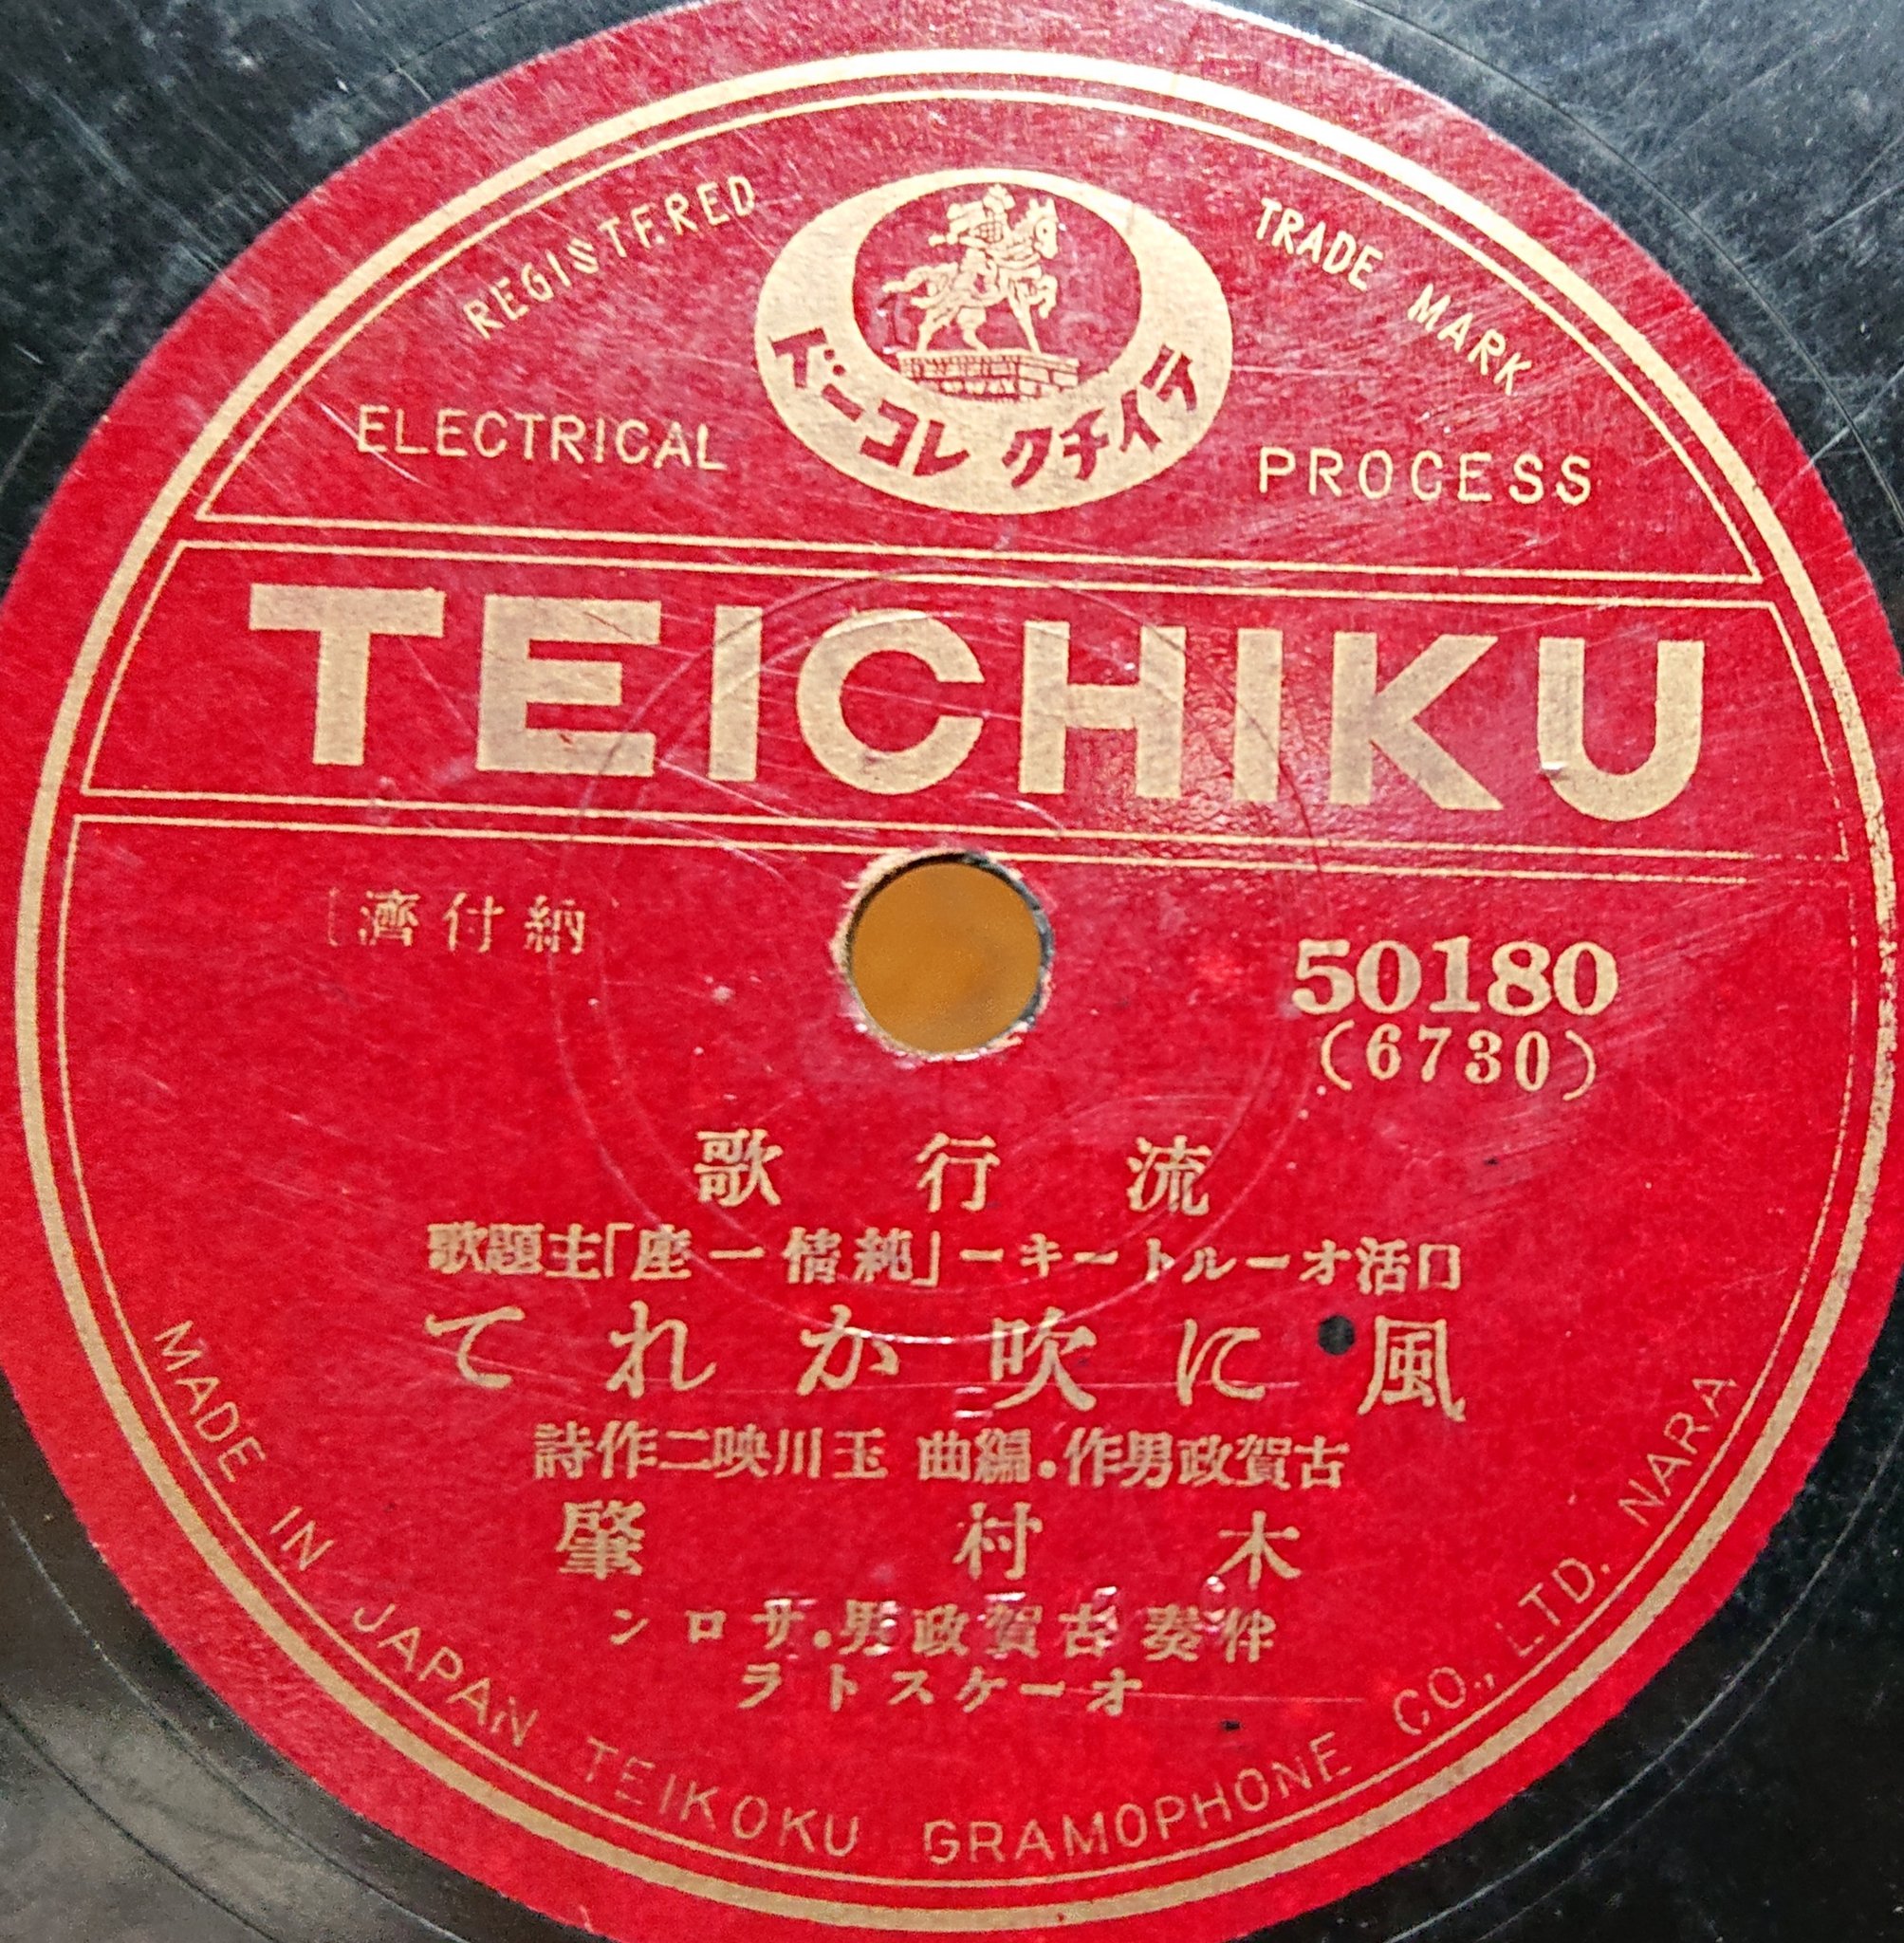 REGISTERED TRADE MARK
テイチクレコード
ELECTRICAL PROCESS
TEICHIKU
納付濟
50180
(6730)
流行歌
日活オールトーキー「純情一座」主題歌
風に吹かれて
古賀政男作・編曲 玉川映二作詩
木村肇
伴奏古賀政男・サロン
オーケストラ
MADE IN JAPAN TEIKOKU GRAMOPHONE CO., LTD. NARA